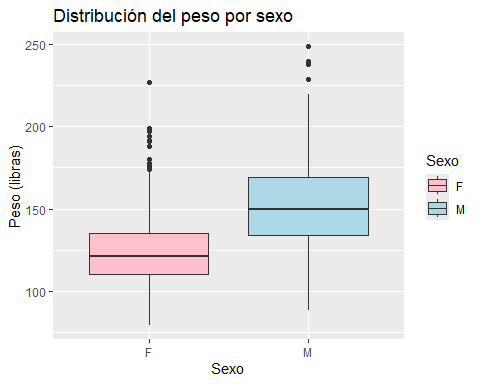 Distribución del peso por sexo
Peso (libras)
250
200
150
100
F
M
Sexo
Sexo
F
M